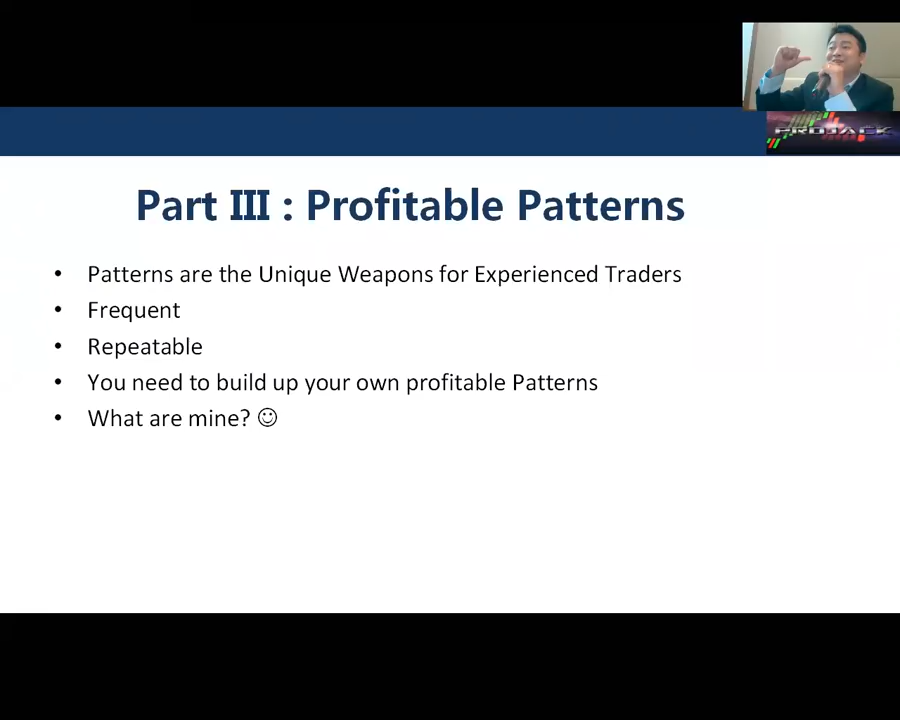 PROJACK
Part III : Profitable Patterns
• Patterns are the Unique Weapons for Experienced Traders
• Frequent
• Repeatable
• You need to build up your own profitable Patterns
• What are mine? ☺